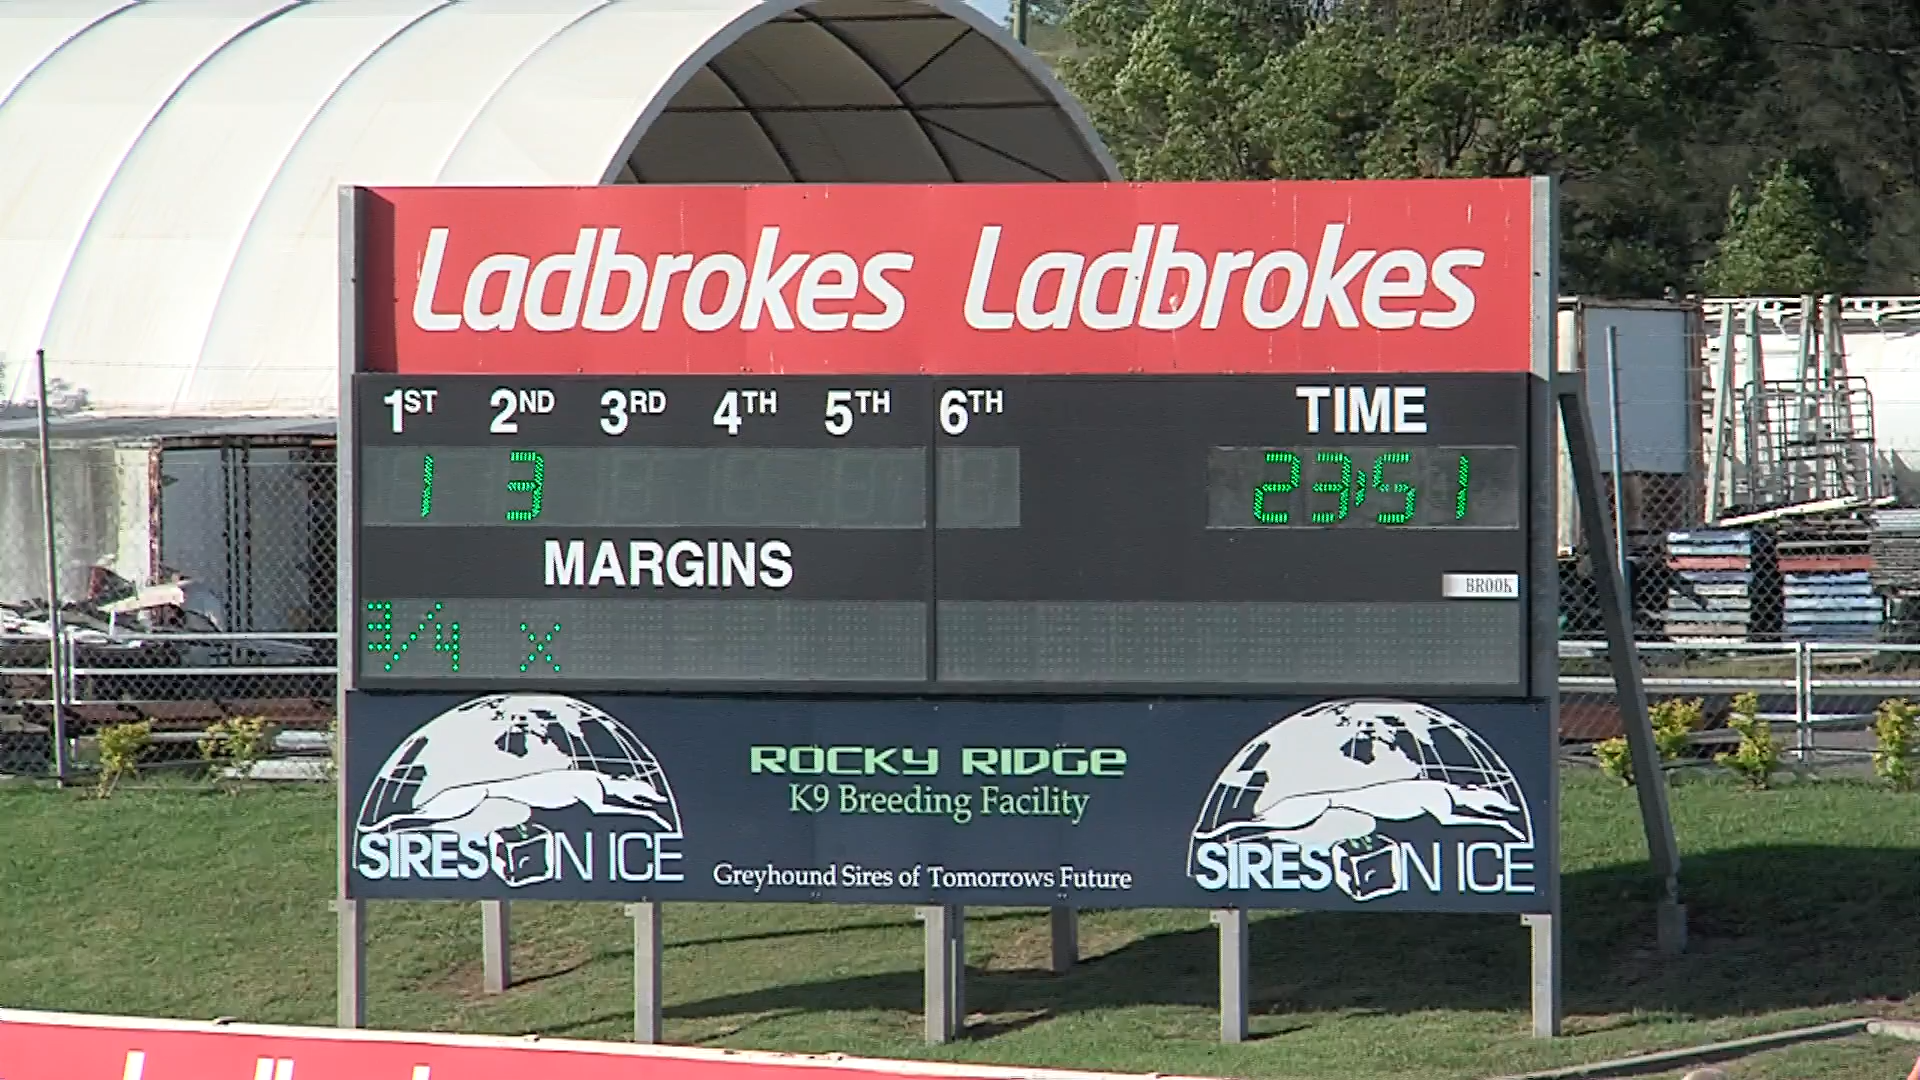 Ladbrokes Ladbrokes
1ST 2ND 3RD 4TH 5TH 6TH TIME
1 3 23:51
MARGINS
BROOK
3/4 X
ROCKY RIDGE
K9 Breeding Facility
SIRES ON ICE
Greyhound Sires of Tomorrows Future
SIRES ON ICE